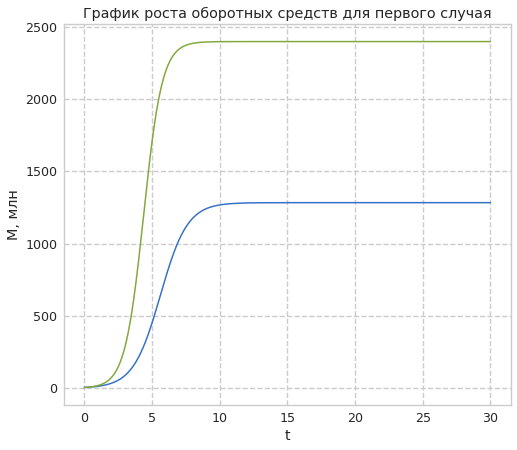 График роста оборотных средств для первого случая
2500
2000
1500
1000
500
0
M, млн
0 5 10 15 20 25 30
t